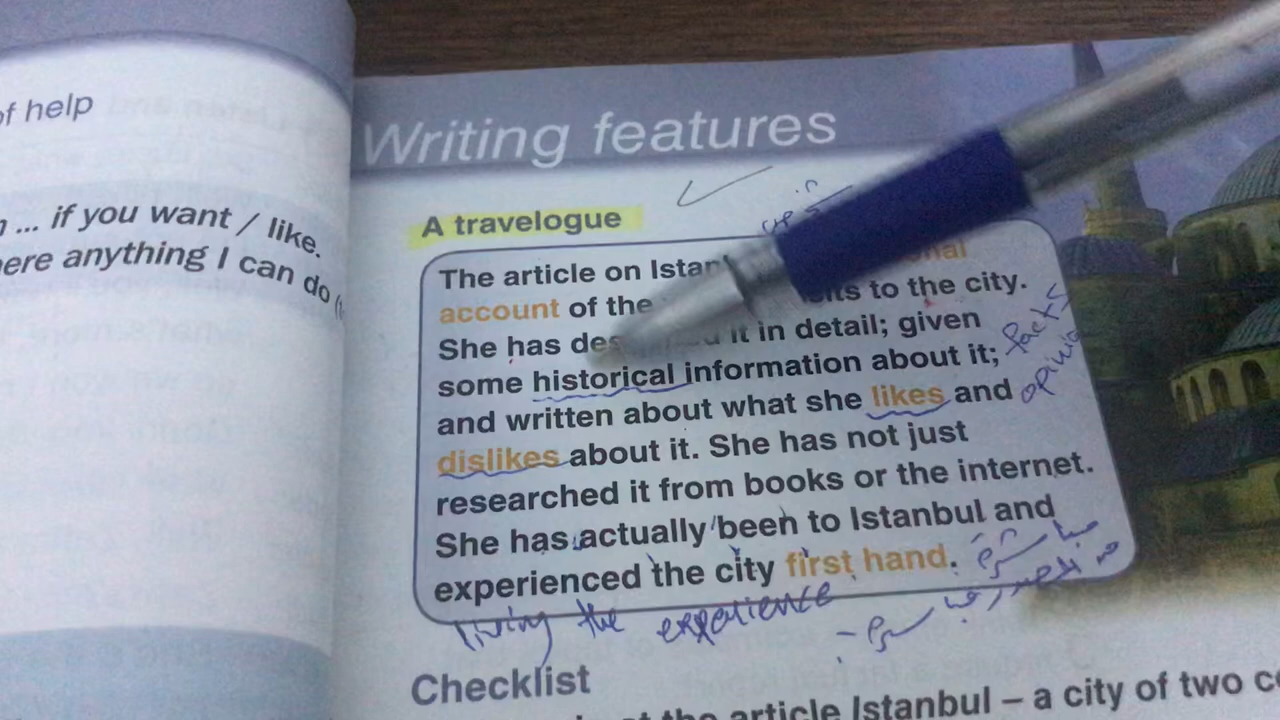 of help
... if you want / like.
ere anything I can do
Writing features
A travelogue
The article on
account of the to the city.
She has it in detail; given
some historical information about it;
facts
and written about what she likes and
opinio
dislikes about it. She has not just
researched it from books or the internet.
She has actually been to Istanbul and
experienced the city first hand.
living the experience
Checklist
the article Istanbul – a city of two